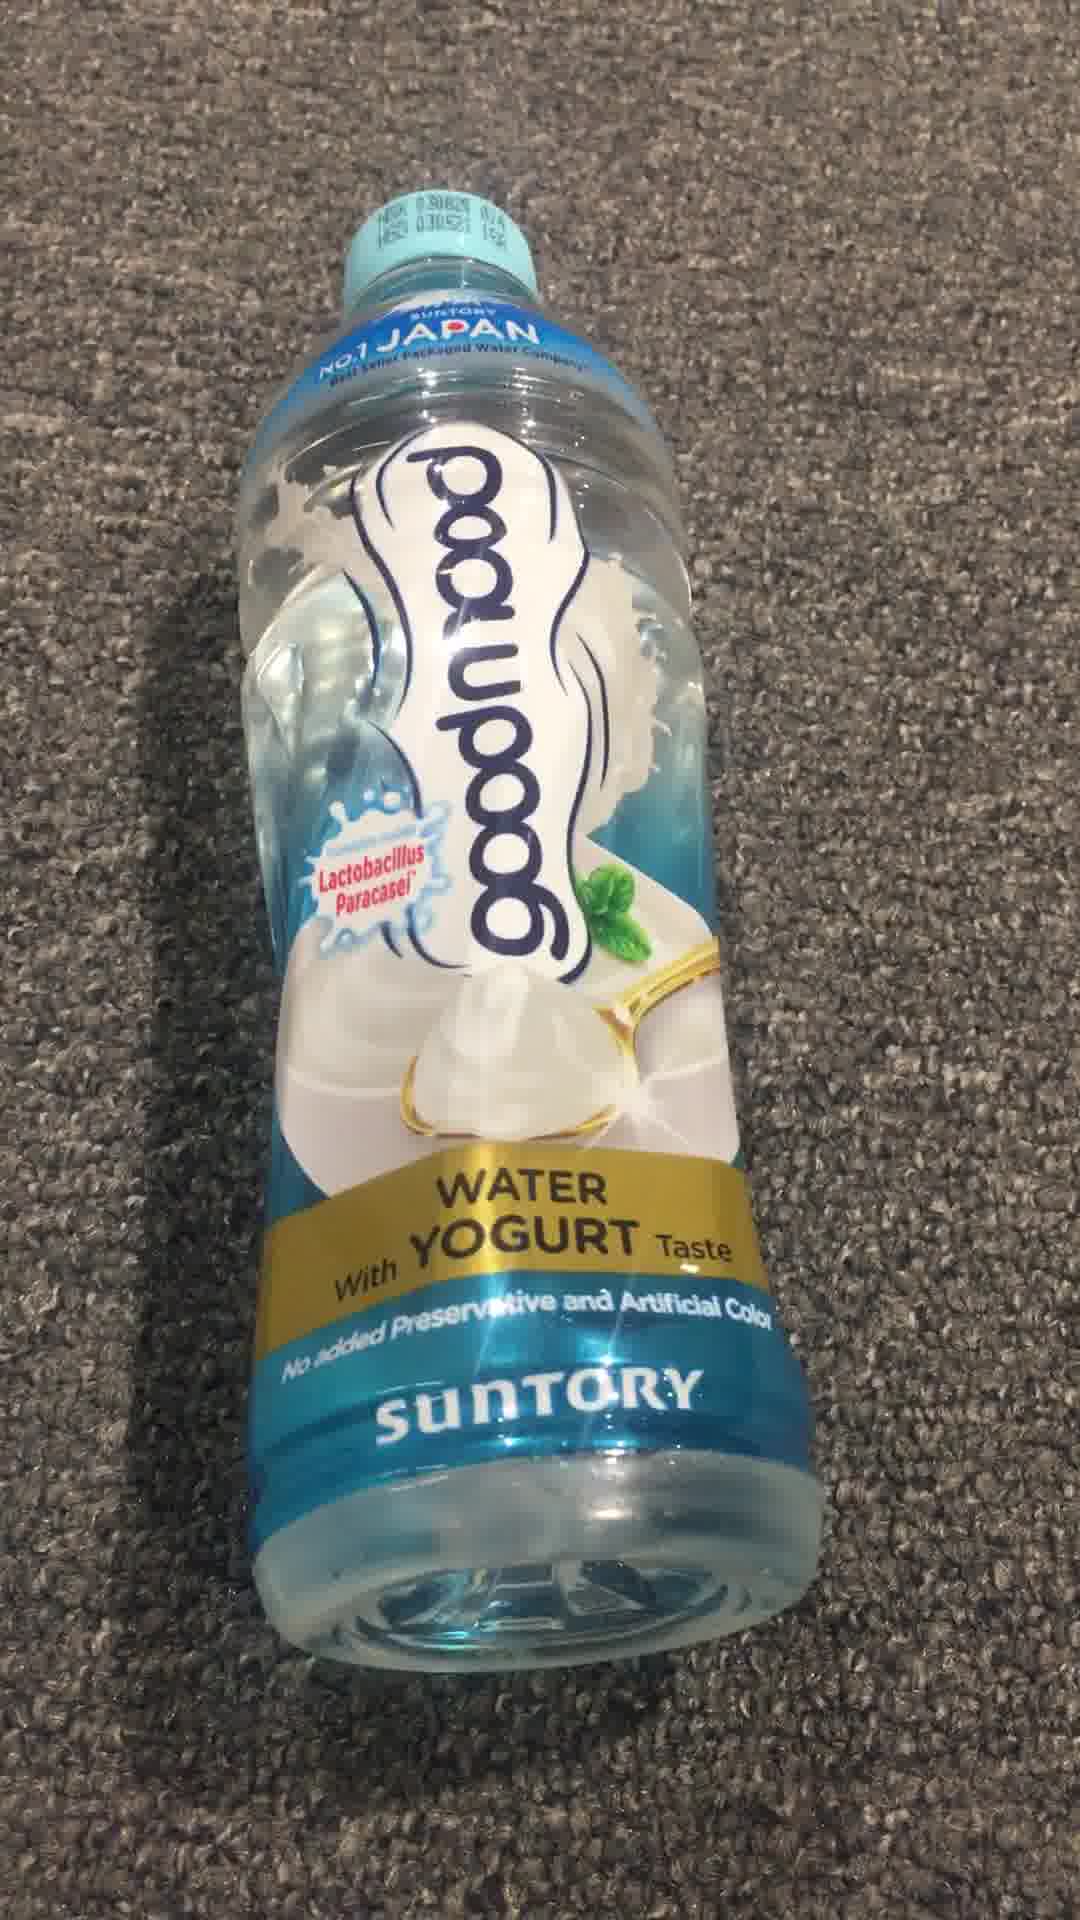 SUNTORY
NO.1 JAPAN
Best Seller Packaged Water Company*
goodmood
Lactobacillus
Paracasei*
WATER
With YOGURT Taste
No added Preservative and Artificial Color
SUNTORY